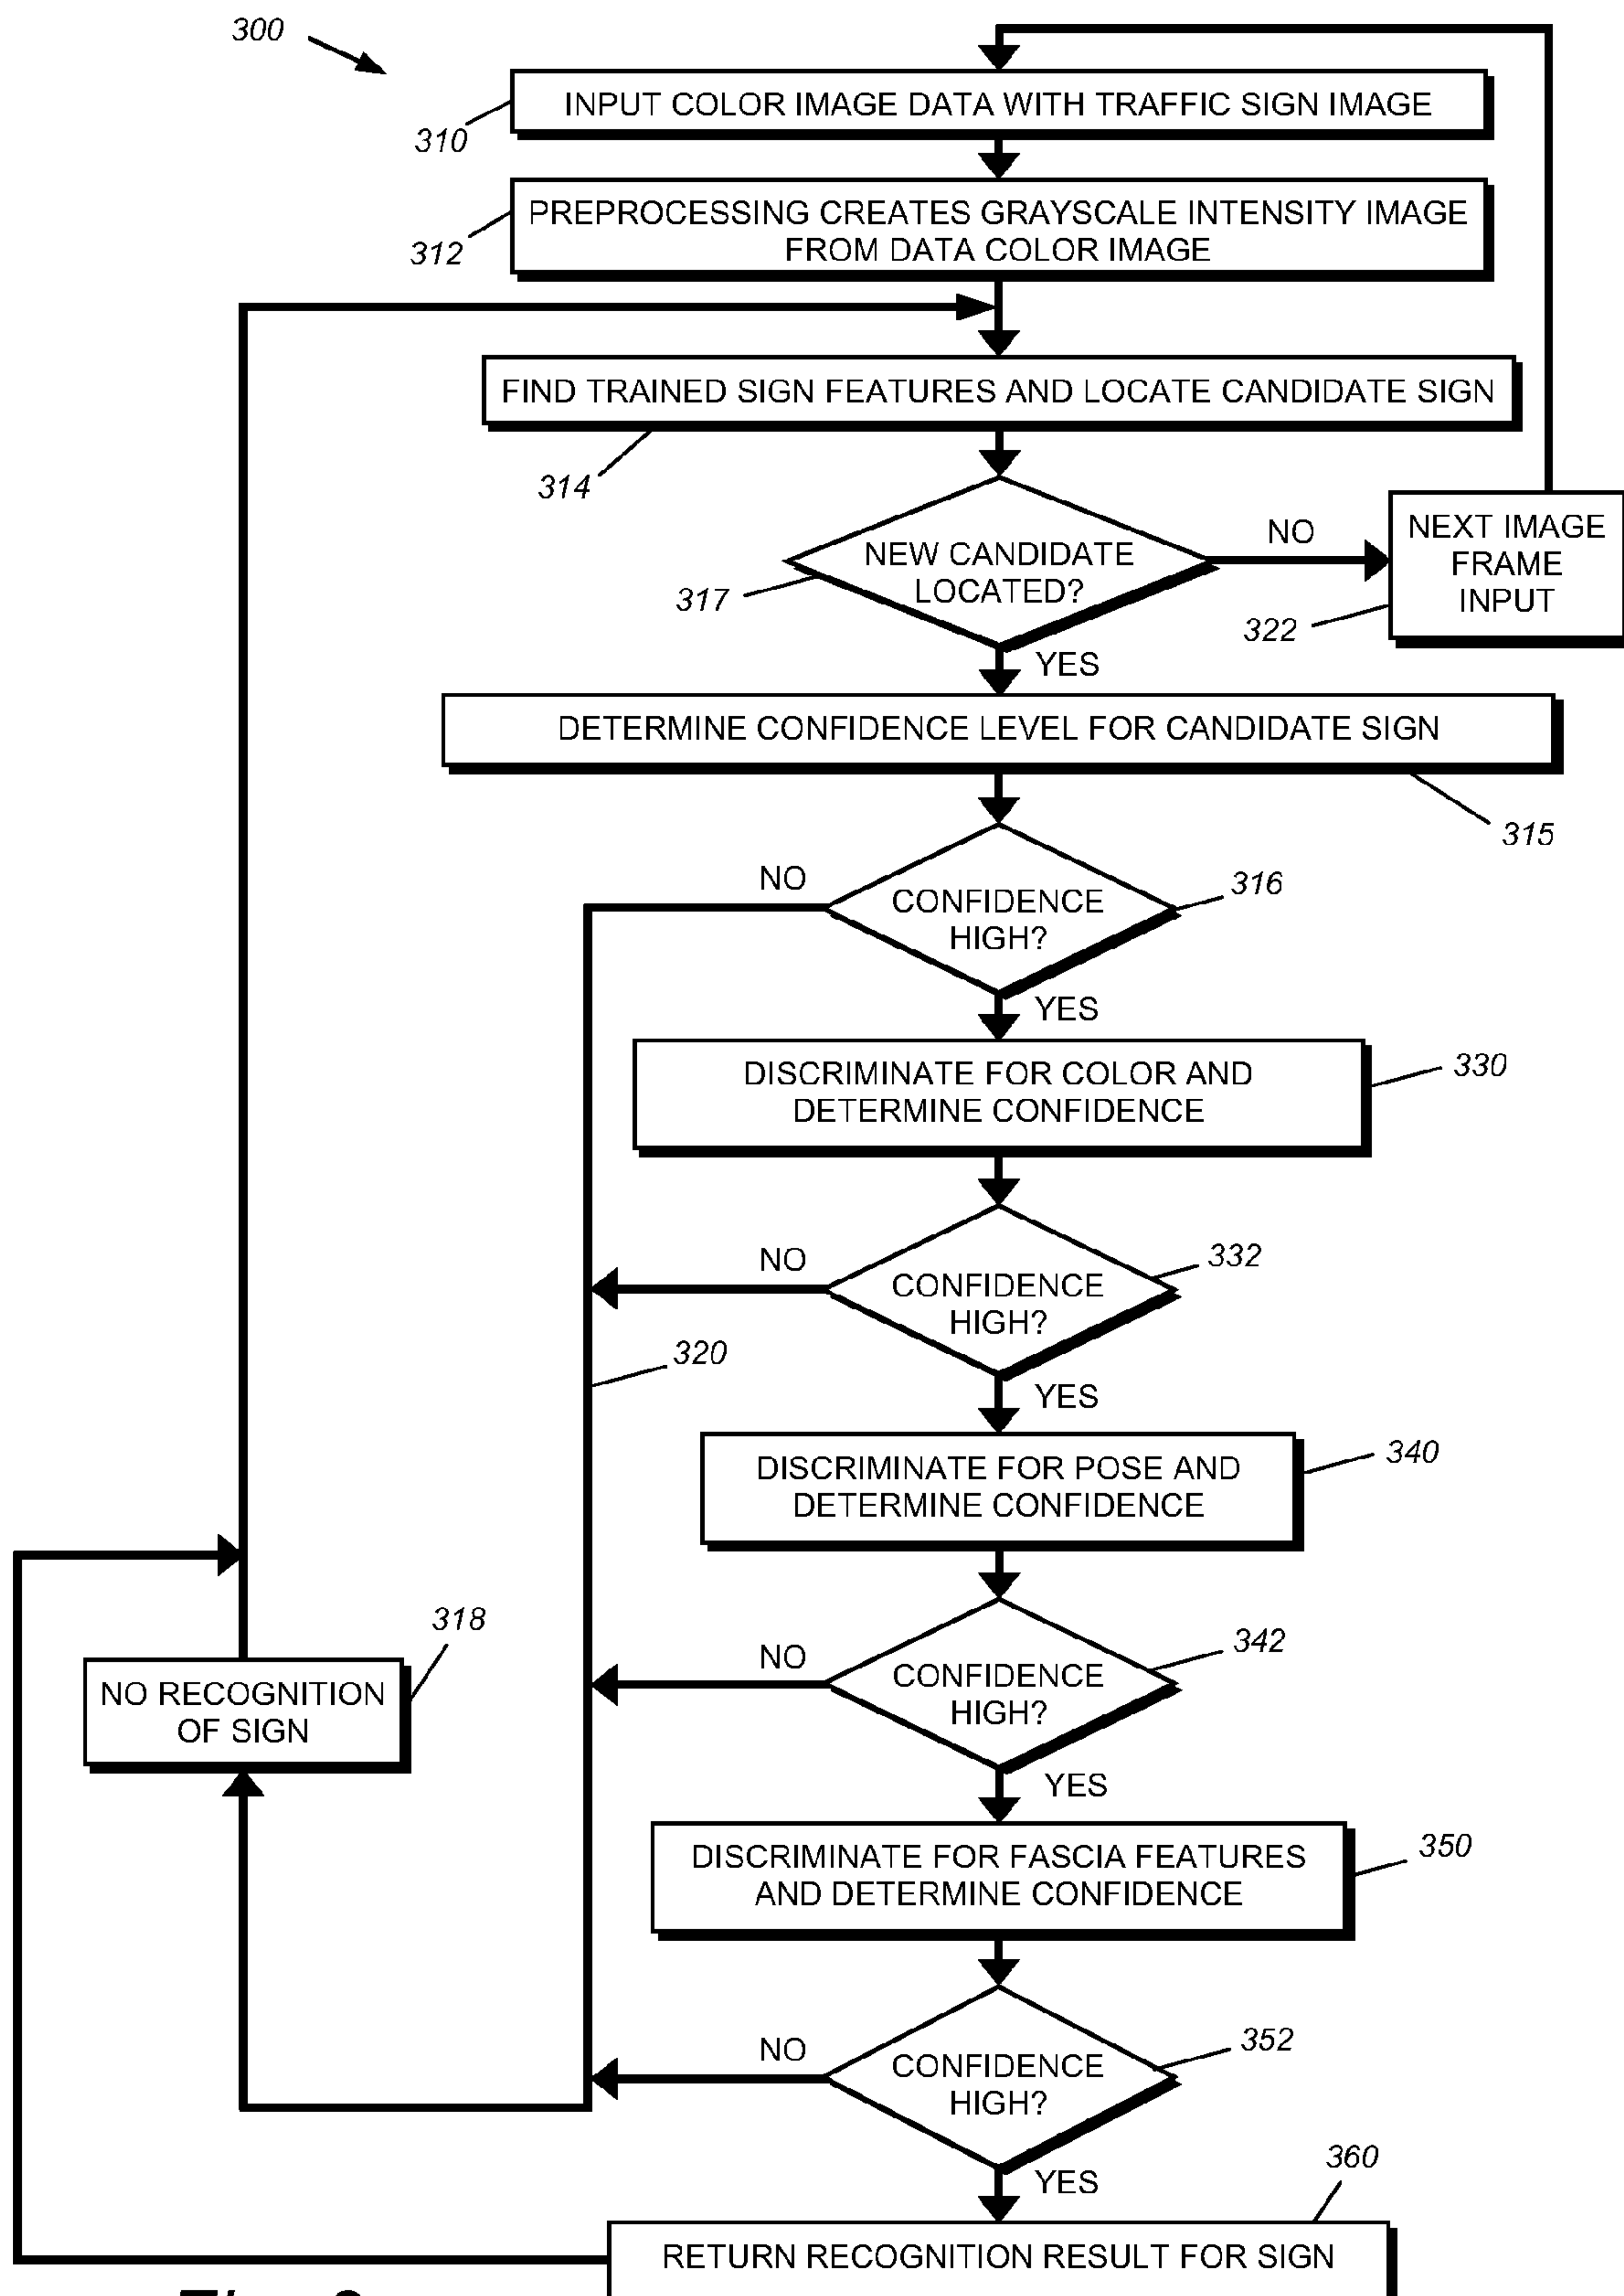 300
INPUT COLOR IMAGE DATA WITH TRAFFIC SIGN IMAGE
310
PREPROCESSING CREATES GRAYSCALE INTENSITY IMAGE
FROM DATA COLOR IMAGE
312
FIND TRAINED SIGN FEATURES AND LOCATE CANDIDATE SIGN
314
NEW CANDIDATE
LOCATED?
317
NO
NEXT IMAGE
FRAME
INPUT
322
YES
DETERMINE CONFIDENCE LEVEL FOR CANDIDATE SIGN
315
NO
CONFIDENCE
HIGH?
316
YES
DISCRIMINATE FOR COLOR AND
DETERMINE CONFIDENCE
330
NO
CONFIDENCE
HIGH?
332
320
YES
DISCRIMINATE FOR POSE AND
DETERMINE CONFIDENCE
340
318
NO RECOGNITION
OF SIGN
NO
CONFIDENCE
HIGH?
342
YES
DISCRIMINATE FOR FASCIA FEATURES
AND DETERMINE CONFIDENCE
350
NO
CONFIDENCE
HIGH?
352
YES
360
RETURN RECOGNITION RESULT FOR SIGN